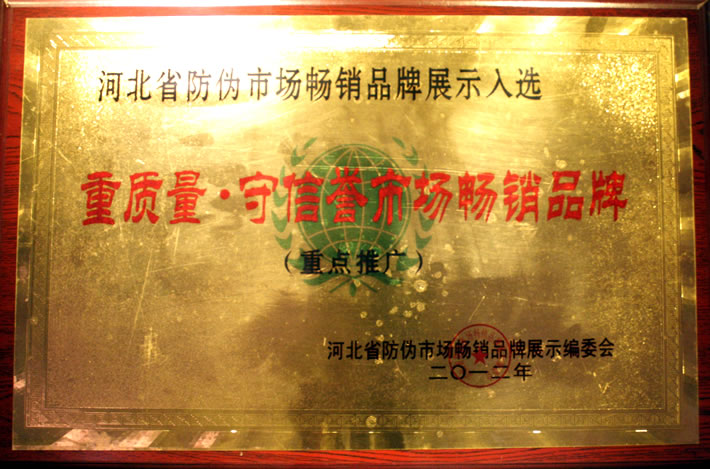 河北省防伪市场畅销品牌展示入选
重质量·守信誉市场畅销品牌
（重点推广）
河北省防伪市场畅销品牌展示编委会
二〇一二年